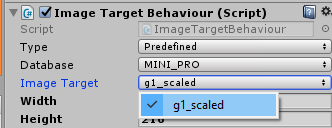 Image Target Behaviour (Script)
Script ImageTargetBehaviour
Type Predefined
Database MINI_PRO
Image Target g1_scaled
Width g1_scaled
Height 216